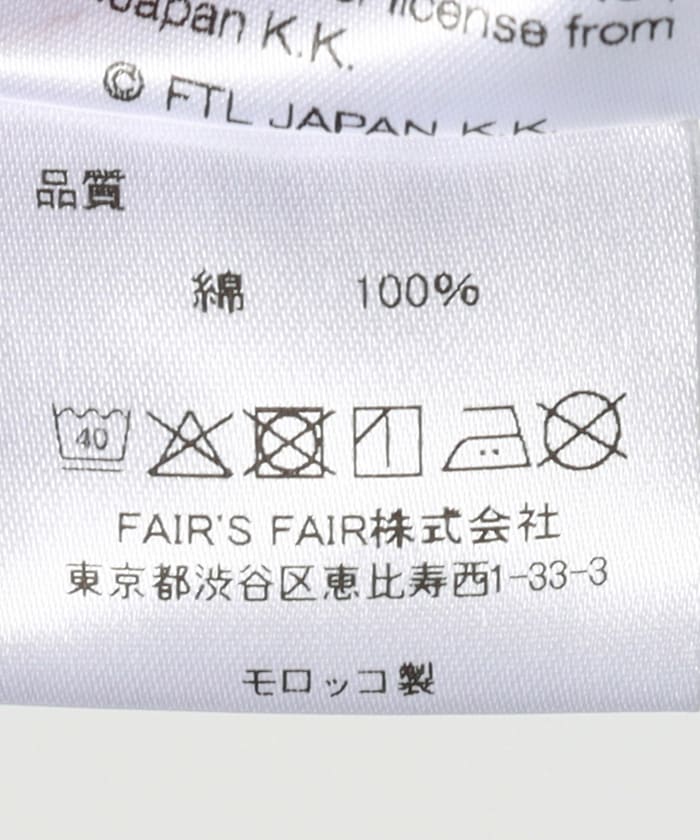 Japan K.K.
license from
© FTL JAPAN K.K.
品質
綿 100%
40
FAIR'S FAIR株式会社
東京都渋谷区恵比寿西1-33-3
モロッコ製